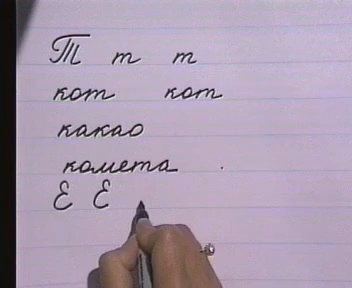 Т т т
кот кот
какао
комета
Е Е